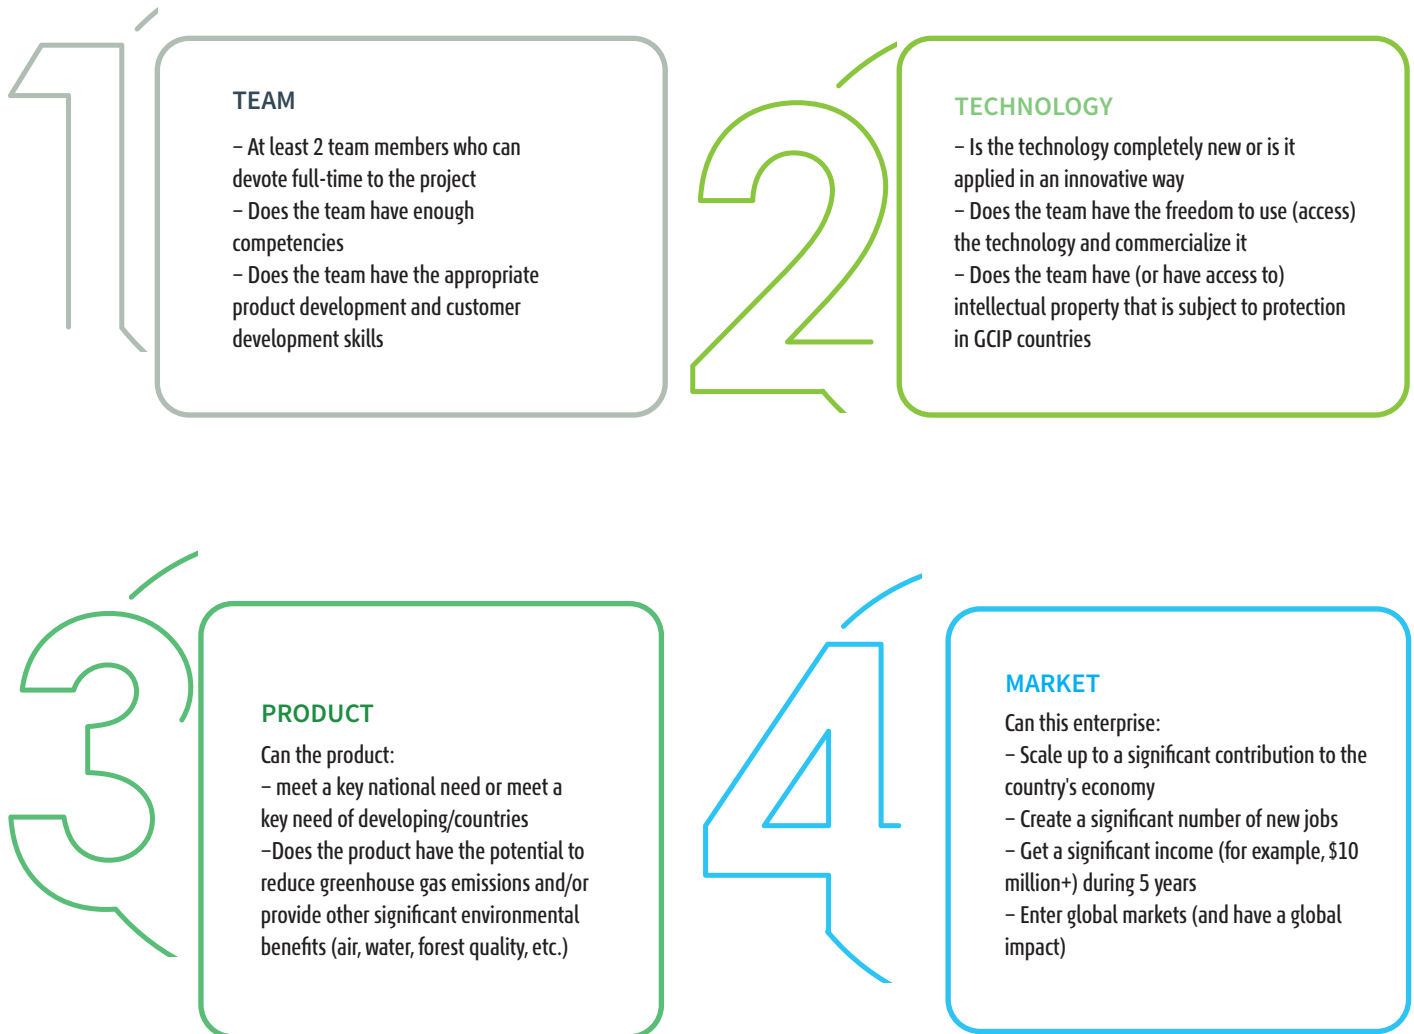 1
TEAM
– At least 2 team members who can
devote full-time to the project
– Does the team have enough
competencies
– Does the team have the appropriate
product development and customer
development skills
2
TECHNOLOGY
– Is the technology completely new or is it
applied in an innovative way
– Does the team have the freedom to use (access)
the technology and commercialize it
– Does the team have (or have access to)
intellectual property that is subject to protection
in GCIP countries
3
PRODUCT
Can the product:
– meet a key national need or meet a
key need of developing/countries
–Does the product have the potential to
reduce greenhouse gas emissions and/or
provide other significant environmental
benefits (air, water, forest quality, etc.)
4
MARKET
Can this enterprise:
– Scale up to a significant contribution to the
country's economy
– Create a significant number of new jobs
– Get a significant income (for example, $10
million+) during 5 years
– Enter global markets (and have a global
impact)